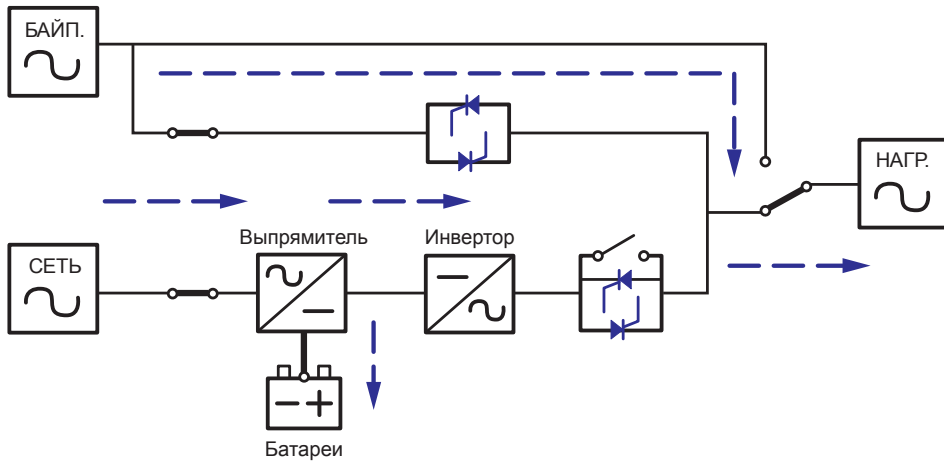 БАЙП.
НАГР.
Выпрямитель
Инвертор
СЕТЬ
Батареи